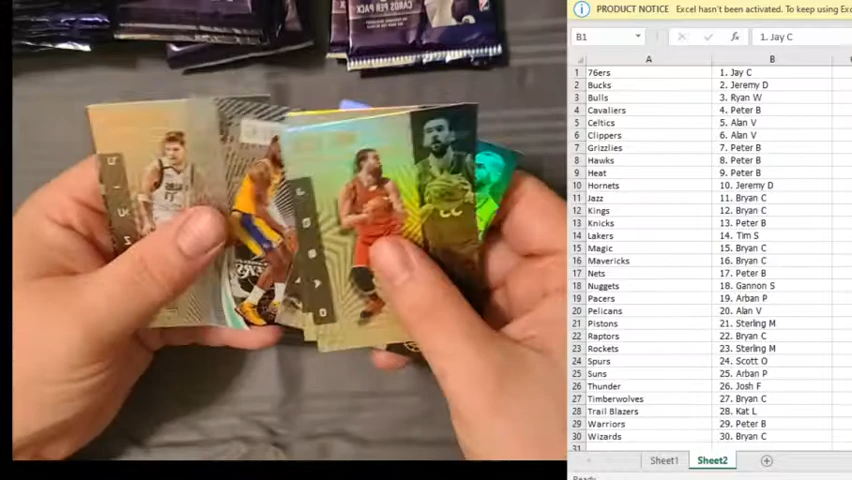 CARDS PER PACK
PRODUCT NOTICE Excel hasn't been activated. To keep using Exc
B1 fx 1. Jay C
A B
1 76ers 1. Jay C
2 Bucks 2. Jeremy D
3 Bulls 3. Ryan W
4 Cavaliers 4. Peter B
5 Celtics 5. Alan V
6 Clippers 6. Alan V
7 Grizzlies 7. Peter B
8 Hawks 8. Peter B
9 Heat 9. Peter B
10 Hornets 10. Jeremy D
11 Jazz 11. Bryan C
12 Kings 12. Bryan C
13 Knicks 13. Peter B
14 Lakers 14. Tim S
15 Magic 15. Bryan C
16 Mavericks 16. Bryan C
17 Nets 17. Peter B
18 Nuggets 18. Gannon S
19 Pacers 19. Arban P
20 Pelicans 20. Alan V
21 Pistons 21. Sterling M
22 Raptors 22. Bryan C
23 Rockets 23. Sterling M
24 Spurs 24. Scott O
25 Suns 25. Arban P
26 Thunder 26. Josh F
27 Timberwolves 27. Bryan C
28 Trail Blazers 28. Kat L
29 Warriors 29. Peter B
30 Wizards 30. Bryan C
31
Sheet1 Sheet2
Ready